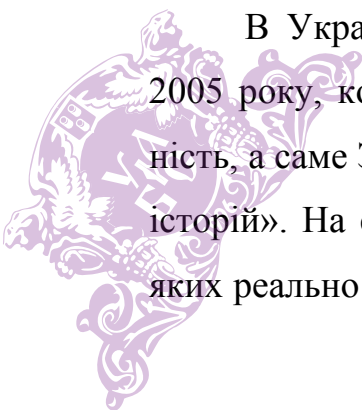 В Укра
2005 року, ко
ність, а саме
історій». На
яких реально